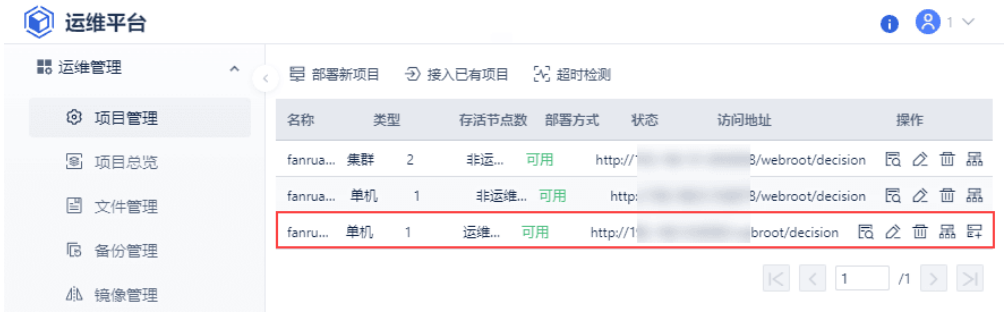 运维平台
1
运维管理
部署新项目 接入已有项目 超时检测
项目管理
名称 类型 存活节点数 部署方式 状态 访问地址 操作
项目总览
fanrua... 集群 2 非运... 可用 http:// /webroot/decision
文件管理
fanrua... 单机 1 非运维... 可用 http: /webroot/decision
备份管理
fanru... 单机 1 运维... 可用 http://1 broot/decision
镜像管理
1 /1